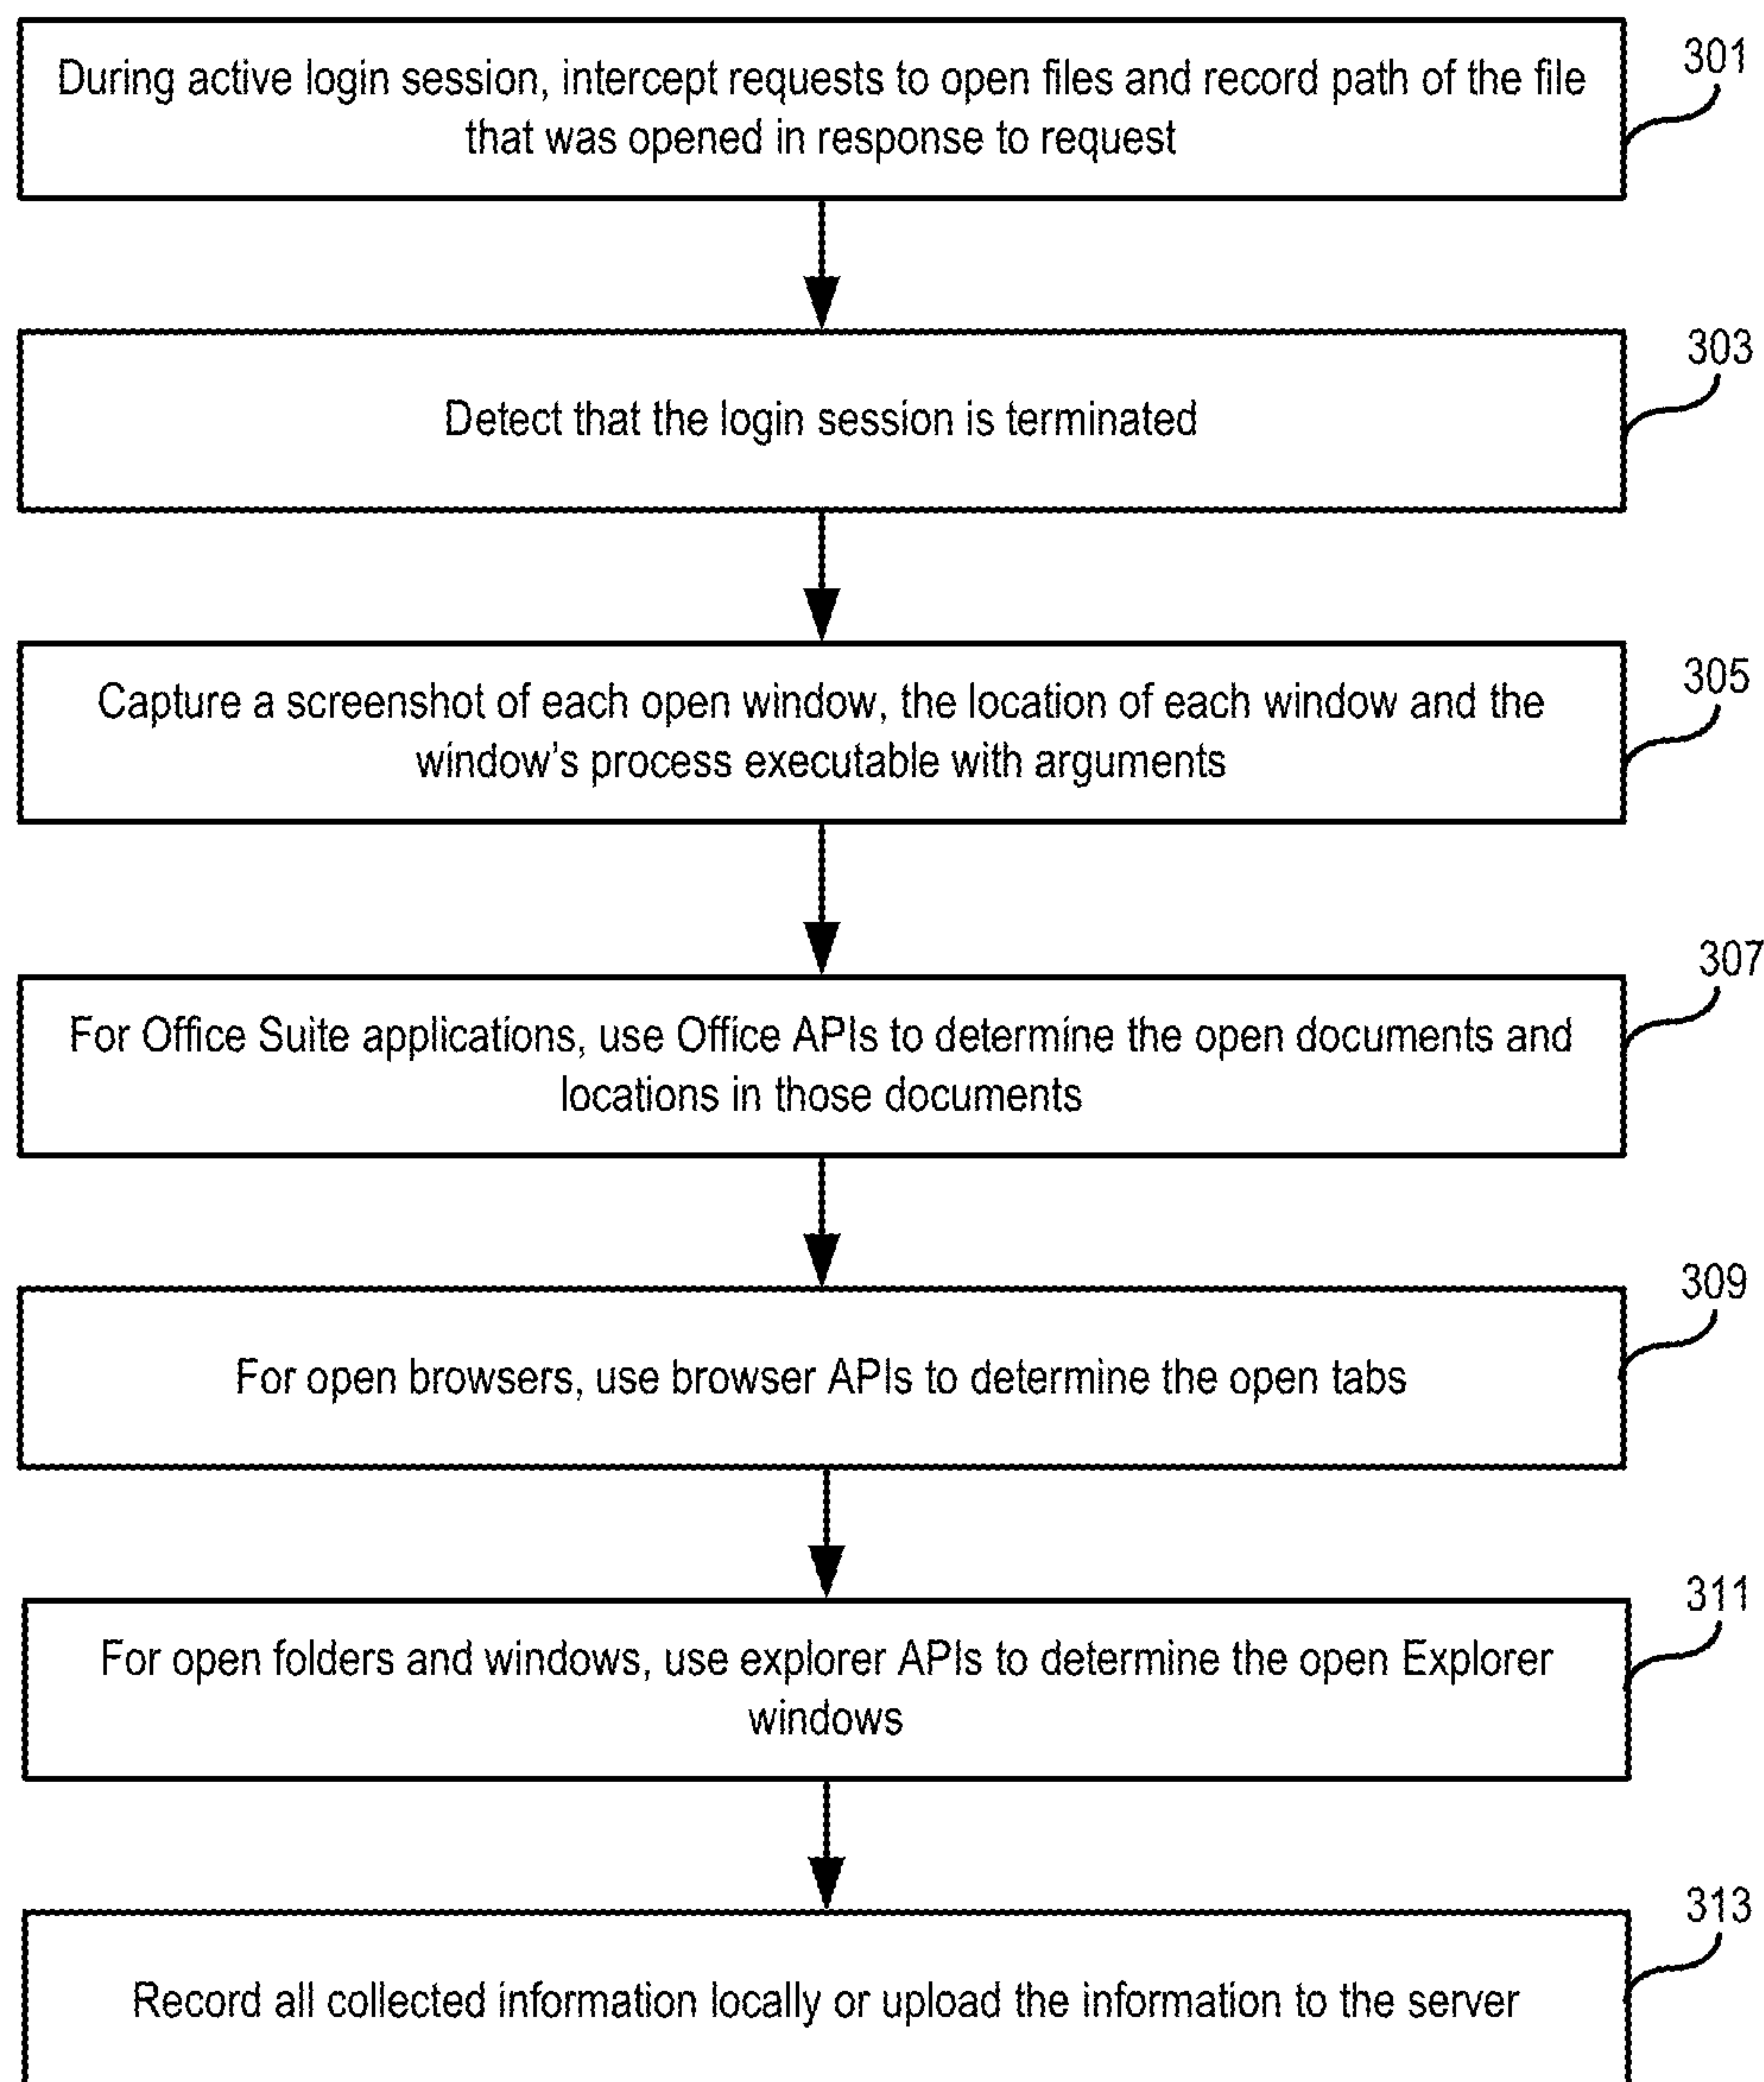 301
During active login session, intercept requests to open files and record path of the file
that was opened in response to request
303
Detect that the login session is terminated
305
Capture a screenshot of each open window, the location of each window and the
window's process executable with arguments
307
For Office Suite applications, use Office APIs to determine the open documents and
locations in those documents
309
For open browsers, use browser APIs to determine the open tabs
311
For open folders and windows, use explorer APIs to determine the open Explorer
windows
313
Record all collected information locally or upload the information to the server